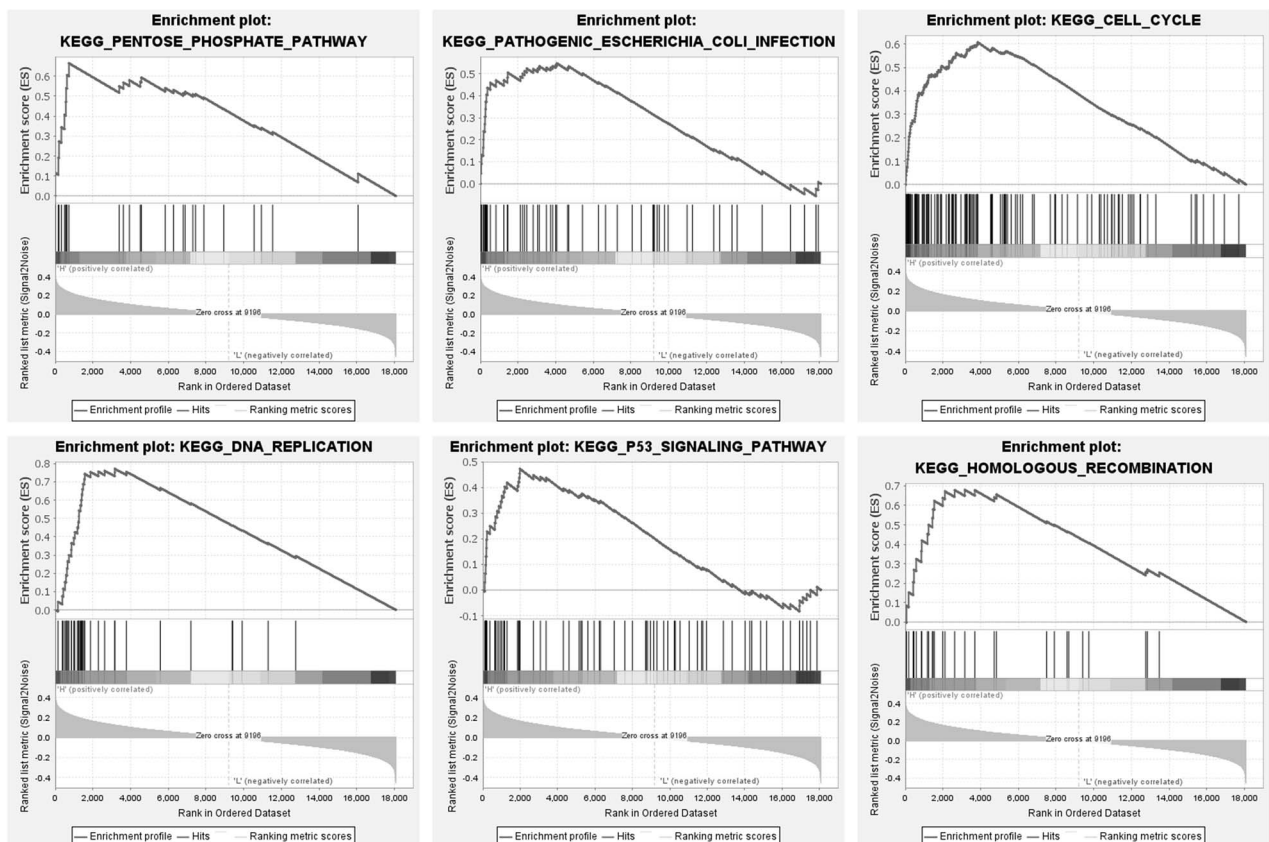 Enrichment plot:
KEGG_PENTOSE_PHOSPHATE_PATHWAY
Enrichment score (ES)
0.6
0.5
0.4
0.3
0.2
0.1
0.0
'H' (positively correlated)
Ranked list metric (Signal2Noise)
0.4
0.2
0.0
-0.2
-0.4
Zero cross at 9196
'L' (negatively correlated)
0 2,000 4,000 6,000 8,000 10,000 12,000 14,000 16,000 18,000
Rank in Ordered Dataset
Enrichment profile Hits Ranking metric scores
Enrichment plot:
KEGG_PATHOGENIC_ESCHERICHIA_COLI_INFECTION
Enrichment score (ES)
0.5
0.4
0.3
0.2
0.1
0.0
'H' (positively correlated)
Ranked list metric (Signal2Noise)
0.4
0.2
0.0
-0.2
-0.4
Zero cross at 9196
'L' (negatively correlated)
0 2,000 4,000 6,000 8,000 10,000 12,000 14,000 16,000 18,000
Rank in Ordered Dataset
Enrichment profile Hits Ranking metric scores
Enrichment plot: KEGG_CELL_CYCLE
Enrichment score (ES)
0.6
0.5
0.4
0.3
0.2
0.1
0.0
'H' (positively correlated)
Ranked list metric (Signal2Noise)
0.4
0.2
0.0
-0.2
-0.4
Zero cross at 9196
'L' (negatively correlated)
0 2,000 4,000 6,000 8,000 10,000 12,000 14,000 16,000 18,000
Rank in Ordered Dataset
Enrichment profile Hits Ranking metric scores
Enrichment plot: KEGG_DNA_REPLICATION
Enrichment score (ES)
0.8
0.7
0.6
0.5
0.4
0.3
0.2
0.1
0.0
'H' (positively correlated)
Ranked list metric (Signal2Noise)
0.4
0.2
0.0
-0.2
-0.4
Zero cross at 9196
'L' (negatively correlated)
0 2,000 4,000 6,000 8,000 10,000 12,000 14,000 16,000 18,000
Rank in Ordered Dataset
Enrichment profile Hits Ranking metric scores
Enrichment plot: KEGG_P53_SIGNALING_PATHWAY
Enrichment score (ES)
0.5
0.4
0.3
0.2
0.1
0.0
-0.1
'H' (positively correlated)
Ranked list metric (Signal2Noise)
0.4
0.2
0.0
-0.2
-0.4
Zero cross at 9196
'L' (negatively correlated)
0 2,000 4,000 6,000 8,000 10,000 12,000 14,000 16,000 18,000
Rank in Ordered Dataset
Enrichment profile Hits Ranking metric scores
Enrichment plot:
KEGG_HOMOLOGOUS_RECOMBINATION
Enrichment score (ES)
0.7
0.6
0.5
0.4
0.3
0.2
0.1
0.0
'H' (positively correlated)
Ranked list metric (Signal2Noise)
0.4
0.2
0.0
-0.2
-0.4
Zero cross at 9196
'L' (negatively correlated)
0 2,000 4,000 6,000 8,000 10,000 12,000 14,000 16,000 18,000
Rank in Ordered Dataset
Enrichment profile Hits Ranking metric scores